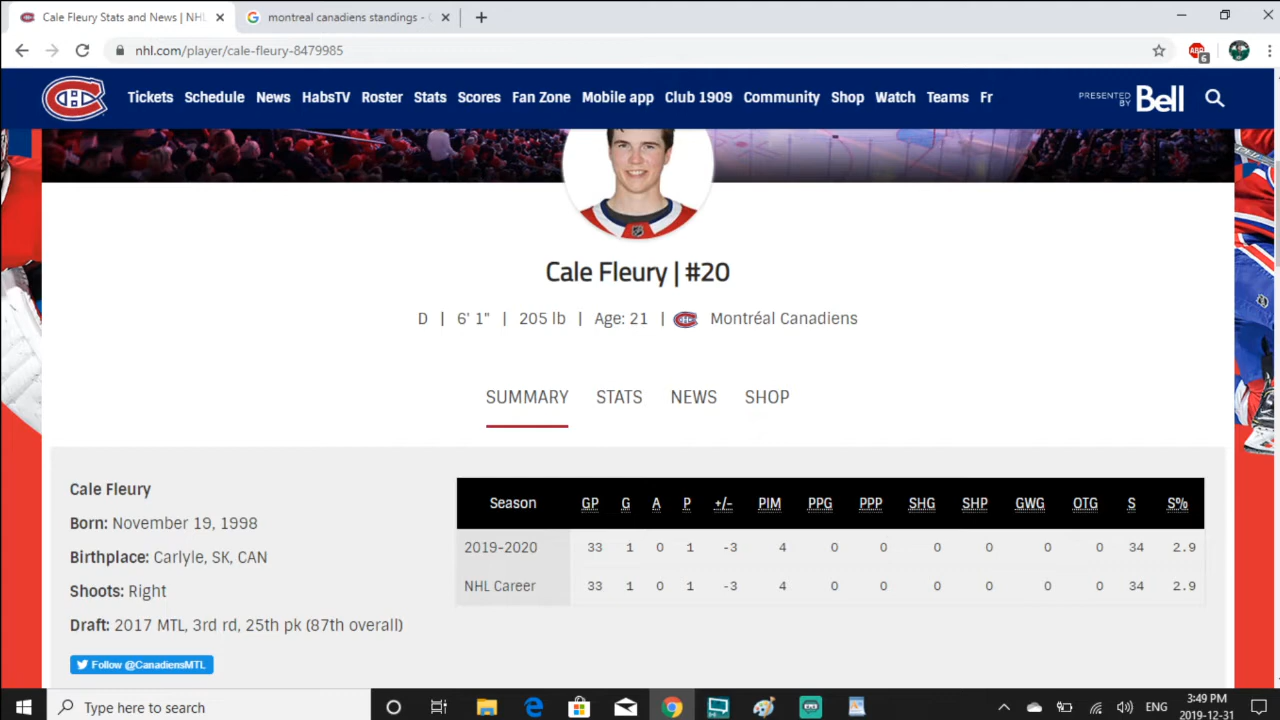 Cale Fleury Stats and News | NHL
montreal canadiens standings -
nhl.com/player/cale-fleury-8479985
ABP
6
Tickets Schedule News HabsTV Roster Stats Scores Fan Zone Mobile app Club 1909 Community Shop Watch Teams Fr
PRESENTED BY Bell
Cale Fleury | #20
D | 6' 1" | 205 lb | Age: 21 | Montréal Canadiens
SUMMARY STATS NEWS SHOP
Cale Fleury
Born: November 19, 1998
Birthplace: Carlyle, SK, CAN
Shoots: Right
Draft: 2017 MTL, 3rd rd, 25th pk (87th overall)
Follow @CanadiensMTL
Season GP G A P +/- PIM PPG PPP SHG SHP GWG OTG S S%
2019-2020 33 1 0 1 -3 4 0 0 0 0 0 0 34 2.9
NHL Career 33 1 0 1 -3 4 0 0 0 0 0 0 34 2.9
Type here to search
ENG
3:49 PM
2019-12-31